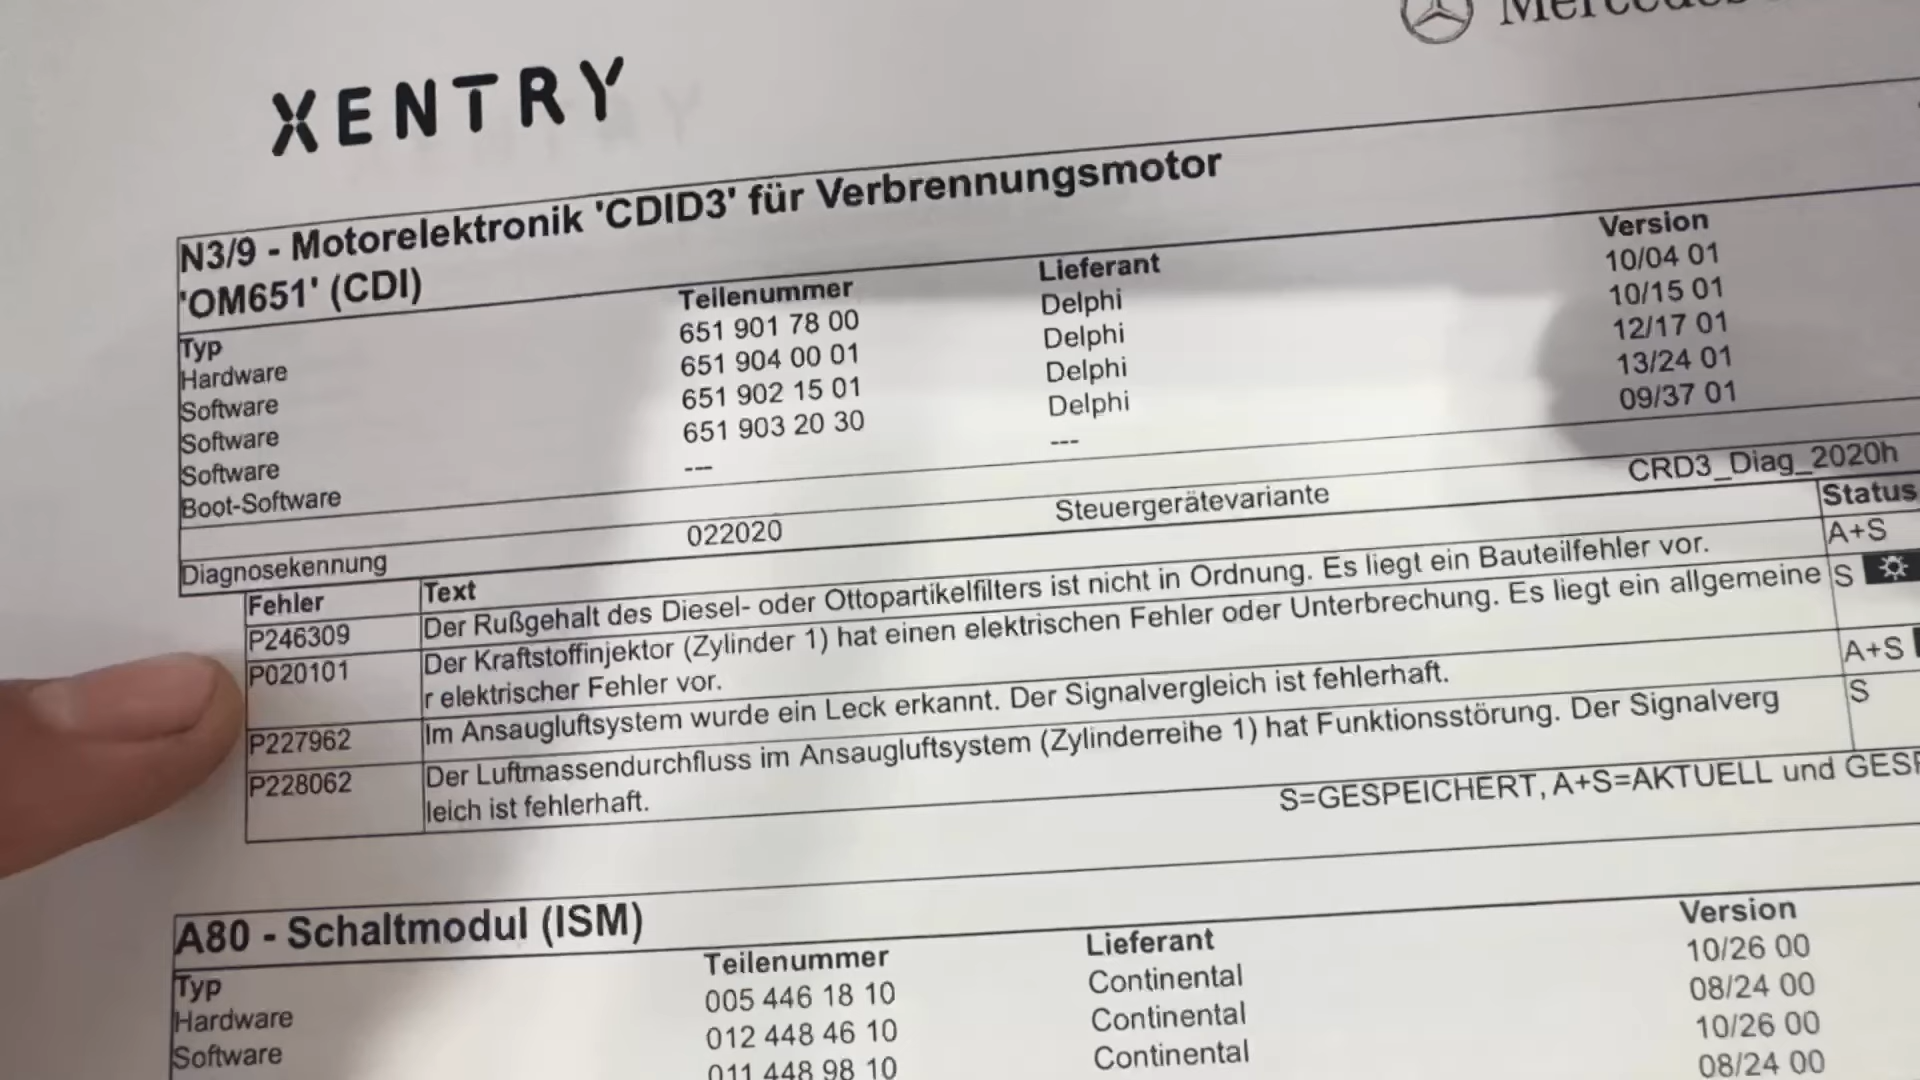 XENTRY
N3/9 - Motorelektronik 'CDID3' für Verbrennungsmotor
'OM651' (CDI)
Typ Teilenummer Lieferant Version
Hardware 651 901 78 00 Delphi 10/04 01
Software 651 904 00 01 Delphi 10/15 01
Software 651 902 15 01 Delphi 12/17 01
Software 651 903 20 30 Delphi 13/24 01
Boot-Software --- --- 09/37 01
Diagnosekennung 022020 Steuergerätevariante CRD3_Diag_2020h
Fehler Text Status
P246309 Der Rußgehalt des Diesel- oder Ottopartikelfilters ist nicht in Ordnung. Es liegt ein Bauteilfehler vor. A+S
P020101 Der Kraftstoffinjektor (Zylinder 1) hat einen elektrischen Fehler oder Unterbrechung. Es liegt ein allgemeine S
r elektrischer Fehler vor.
P227962 Im Ansaugluftsystem wurde ein Leck erkannt. Der Signalvergleich ist fehlerhaft. A+S
P228062 Der Luftmassendurchfluss im Ansaugluftsystem (Zylinderreihe 1) hat Funktionsstörung. Der Signalverg S
leich ist fehlerhaft.
S=GESPEICHERT, A+S=AKTUELL und
A80 - Schaltmodul (ISM)
Typ Teilenummer Lieferant Version
Hardware 005 446 18 10 Continental 10/26 00
Software 012 448 46 10 Continental 08/24 00
011 448 98 10 Continental 10/26 00
08/24 00